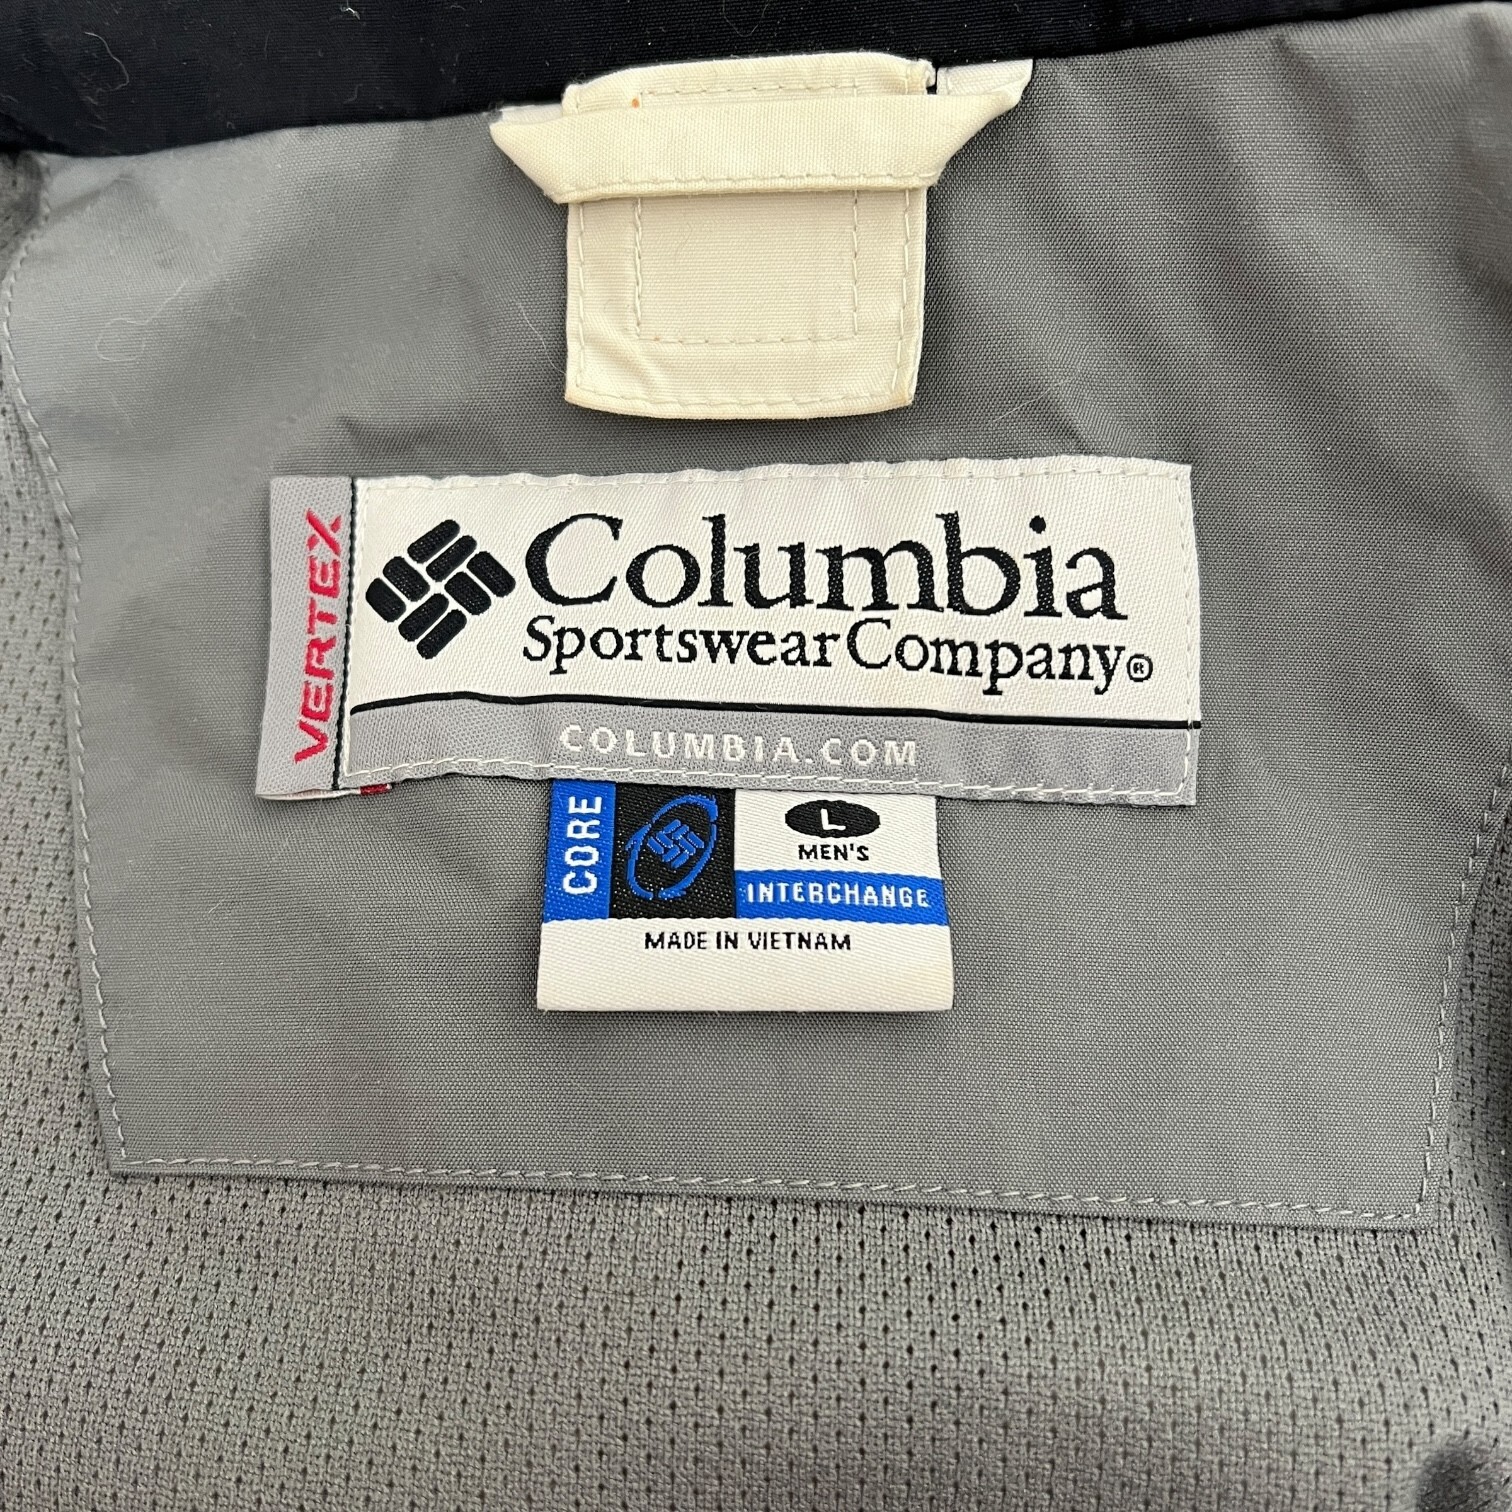 VERTEX
Columbia
Sportswear Company®
COLUMBIA.COM
CORE
L
MEN'S
INTERCHANGE
MADE IN VIETNAM